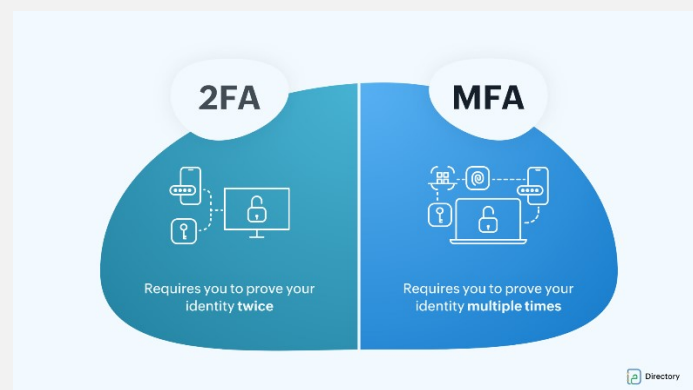 2FA
MFA
Requires you to prove your
identity twice
Requires you to prove your
identity multiple times
Directory